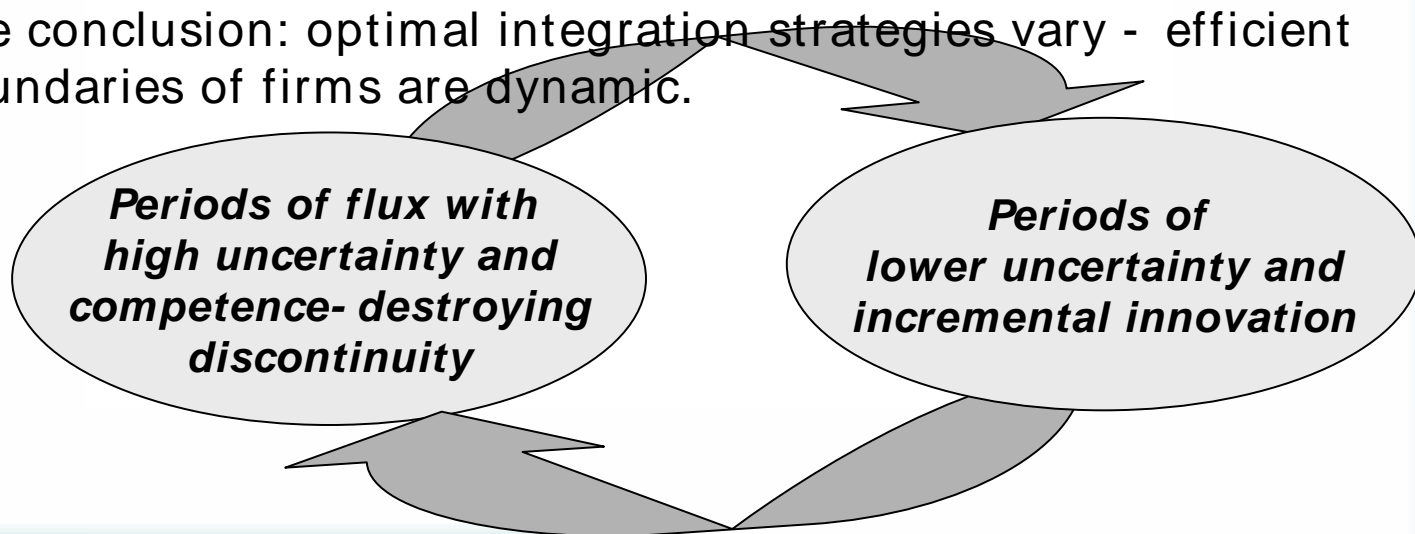 e conclusion: optimal integration strategies vary - efficient
undaries of firms are dynamic.
Periods of flux with
high uncertainty and
competence- destroying
discontinuity
Periods of
lower uncertainty and
incremental innovation